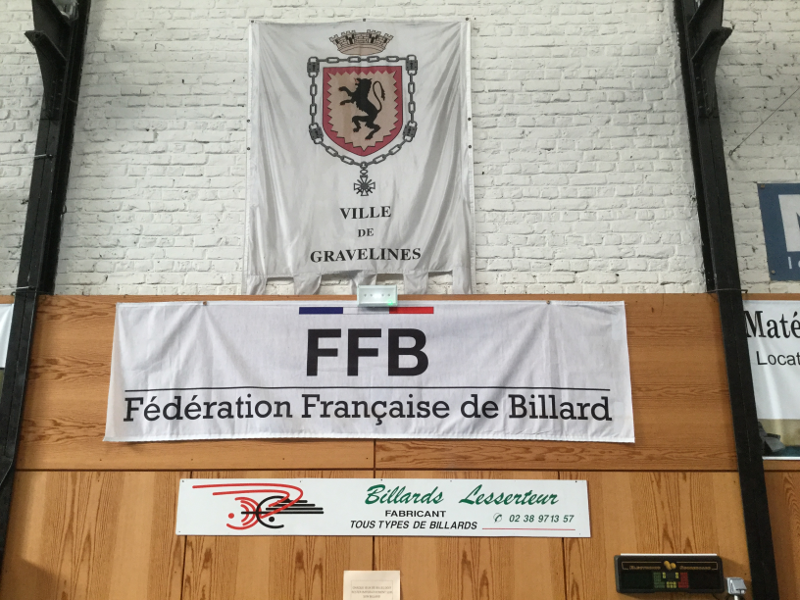 VILLE
DE
GRAVELINES
FFB
Fédération Française de Billard
Maté
Locat
Billards Lesserteur
FABRICANT
TOUS TYPES DE BILLARDS
02 38 97 13 57